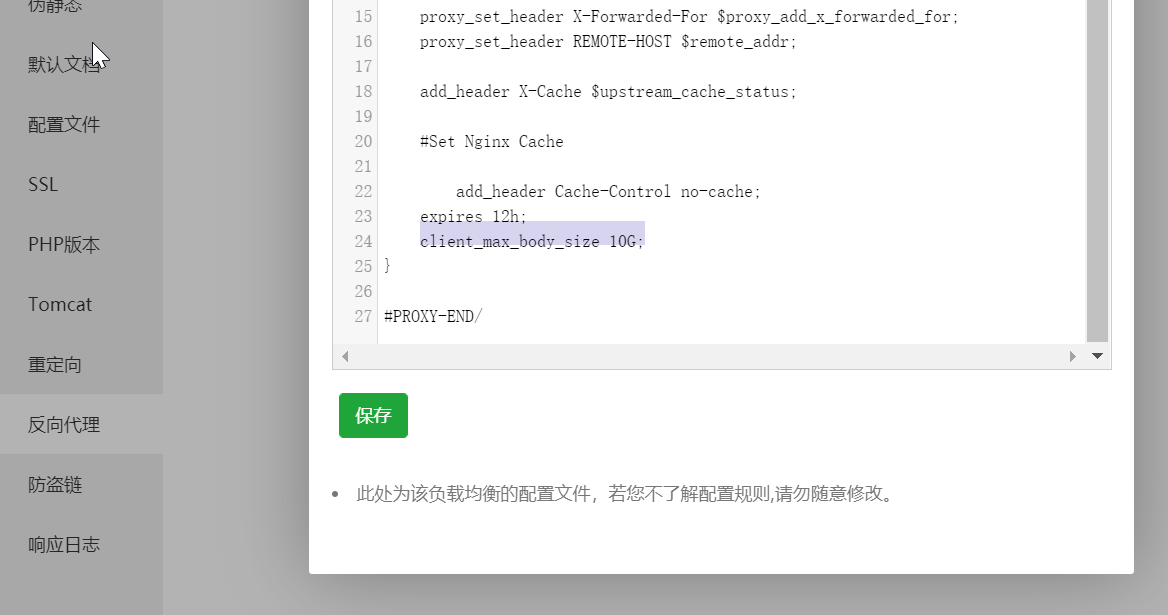 伪静态
默认文档
配置文件
SSL
PHP版本
Tomcat
重定向
反向代理
防盗链
响应日志
15 proxy_set_header X-Forwarded-For $proxy_add_x_forwarded_for;
16 proxy_set_header REMOTE-HOST $remote_addr;
17
18 add_header X-Cache $upstream_cache_status;
19
20 #Set Nginx Cache
21
22 add_header Cache-Control no-cache;
23 expires 12h;
24 client_max_body_size 10G;
25 }
26
27 #PROXY-END/
保存
此处为该负载均衡的配置文件，若您不了解配置规则,请勿随意修改。